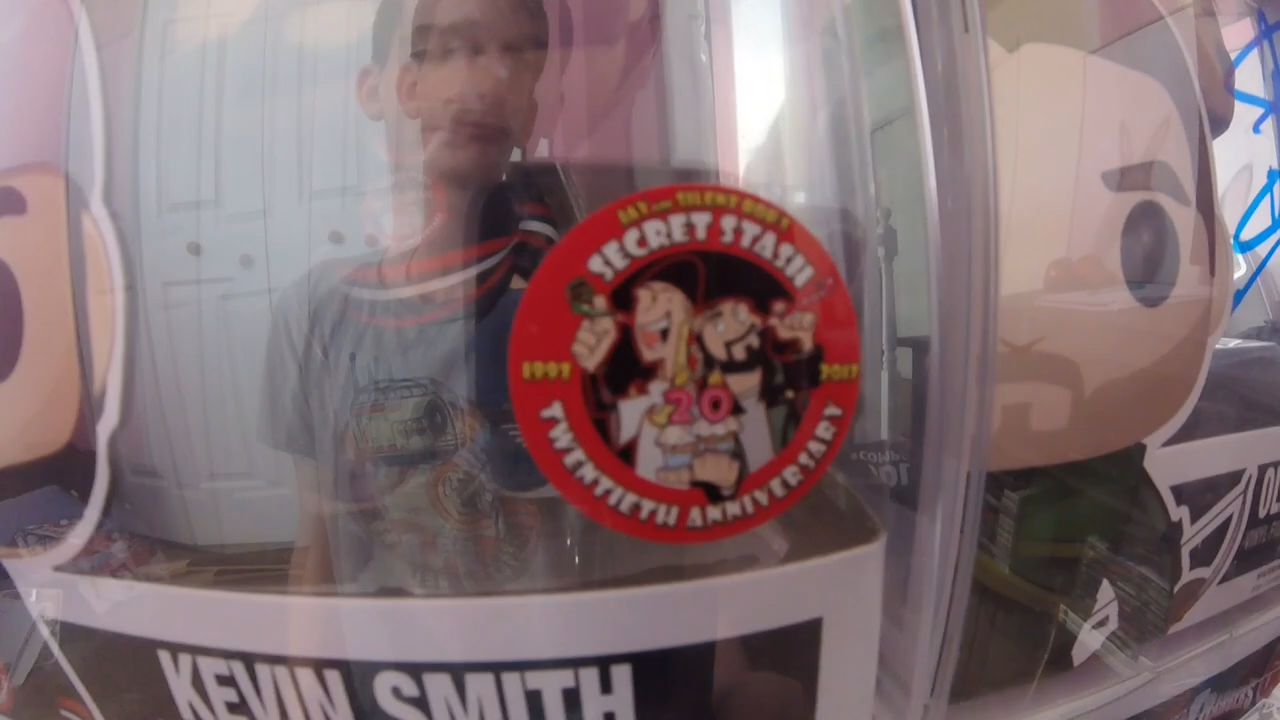 JAY AND SILENT BOB'S
SECRET STASH
1997
2017
20
TWENTIETH ANNIVERSARY
KEVIN SMITH